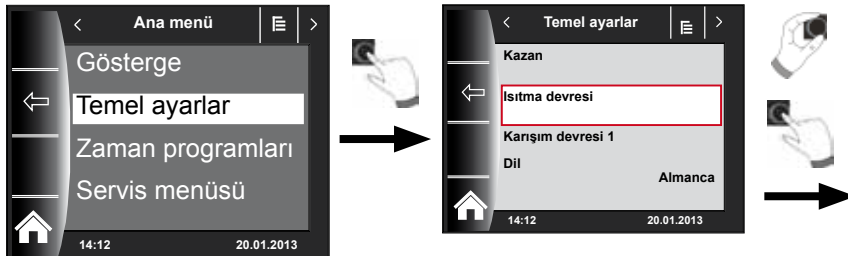 Ana menü
Gösterge
Temel ayarlar
Zaman programları
Servis menüsü
14:12 20.01.2013
Temel ayarlar
Kazan
Isıtma devresi
Karışım devresi 1
Dil
Almanca
14:12 20.01.2013